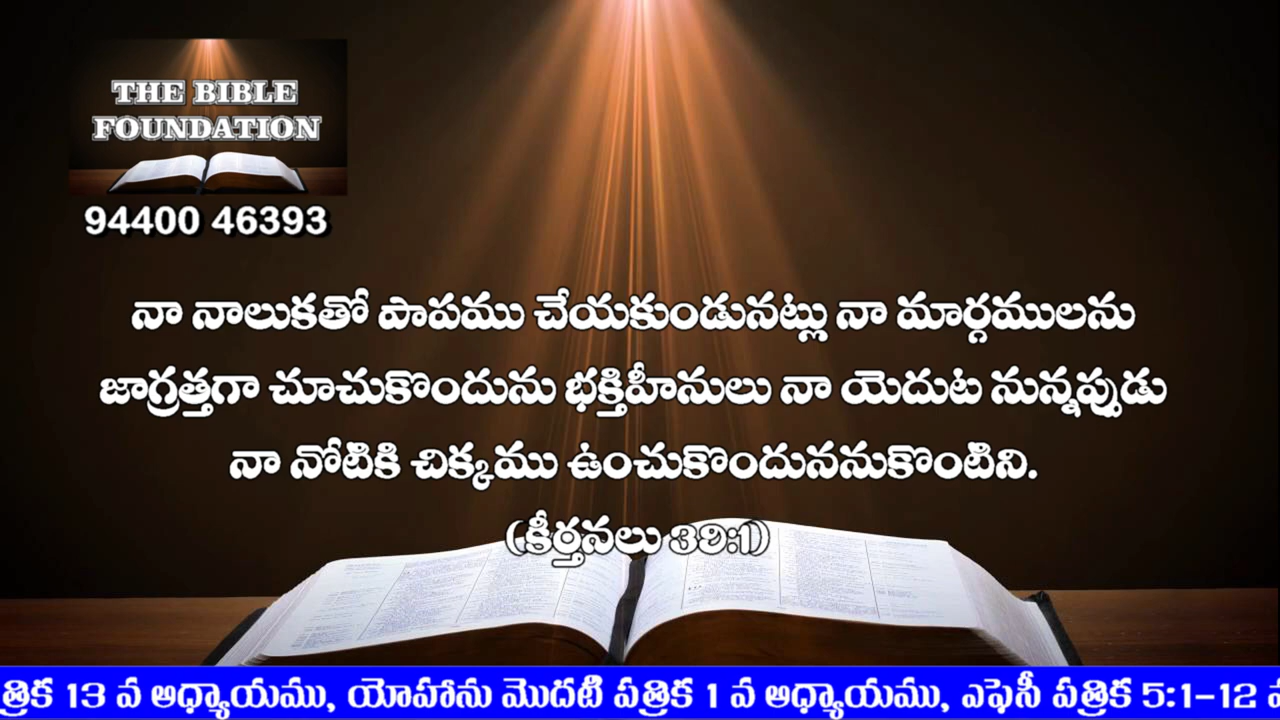 THE BIBLE
FOUNDATION
94400 46393
నా నాలుకతో పాపము చేయకుండునట్లు నా మార్గములను
జాగ్రత్తగా చూచుకొందును భక్తిహీనులు నా యెదుట నున్నప్పుడు
నా నోటికి చిక్కము ఉంచుకొందుననుకొంటిని.
(కీర్తనలు 39:1)
త్రిక 13 వ అధ్యాయము, యోహాను మొదటి పత్రిక 1 వ అధ్యాయము, ఎఫెసీ పత్రిక 5:1-12